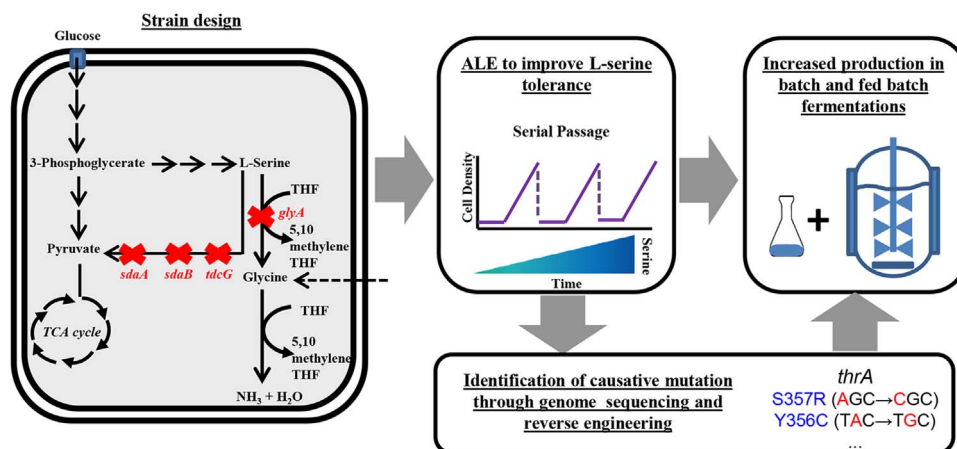 Strain design
Glucose
3-Phosphoglycerate
L-Serine
THF
glyA
5,10
methylene
THF
Pyruvate
sdaA
sdaB
tdcG
Glycine
TCA cycle
THF
5,10
methylene
THF
NH₃ + H₂O
ALE to improve L-serine
tolerance
Serial Passage
Cell Density
Serine
Time
Increased production in
batch and fed batch
fermentations
+
Identification of causative mutation
through genome sequencing and
reverse engineering
thrA
S357R (AGC→CGC)
Y356C (TAC→TGC)
...